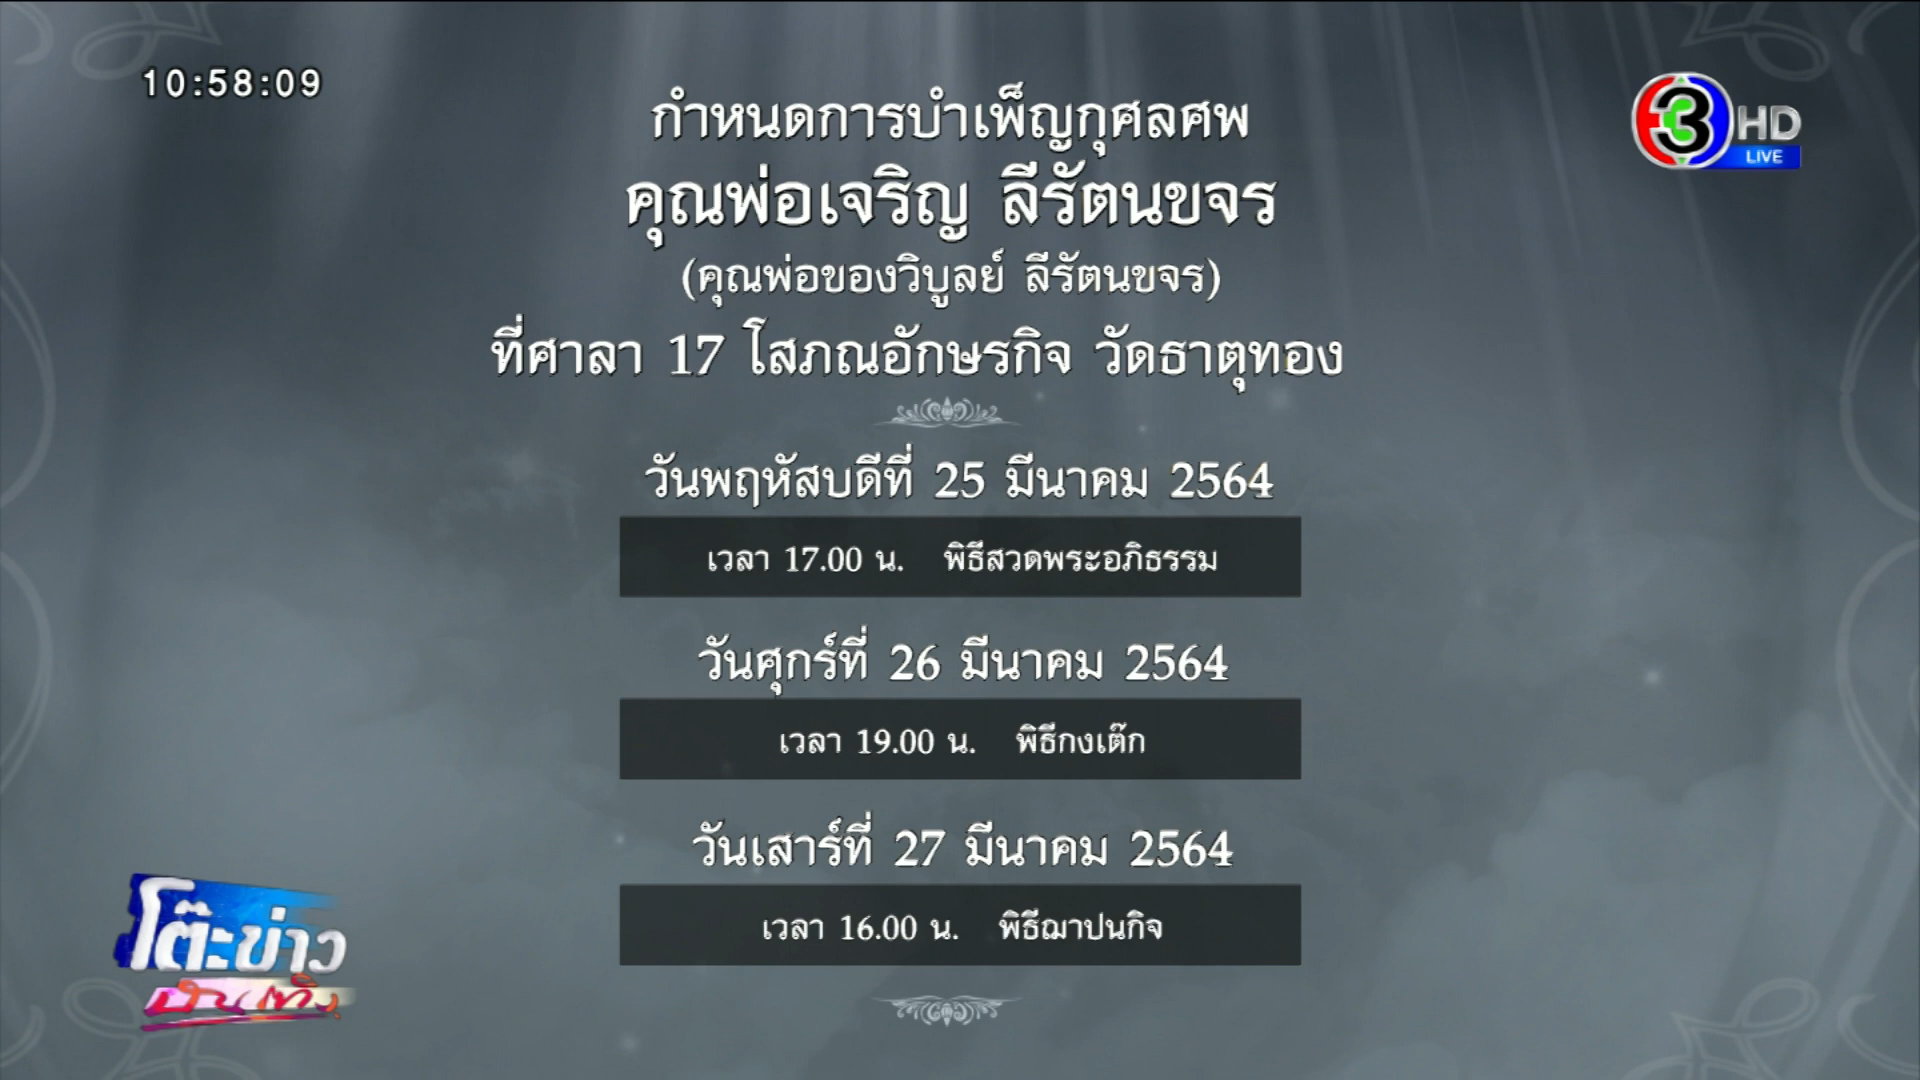 10:58:09
3 HD
LIVE
กำหนดการบำเพ็ญกุศลศพ
คุณพ่อเจริญ ลีรัตนขจร
(คุณพ่อของวิบูลย์ ลีรัตนขจร)
ที่ศาลา 17 โสภณอักษรกิจ วัดธาตุทอง
วันพฤหัสบดีที่ 25 มีนาคม 2564
เวลา 17.00 น. พิธีสวดพระอภิธรรม
วันศุกร์ที่ 26 มีนาคม 2564
เวลา 19.00 น. พิธีกงเต๊ก
วันเสาร์ที่ 27 มีนาคม 2564
เวลา 16.00 น. พิธีฌาปนกิจ
โต๊ะข่าว
บันเทิง